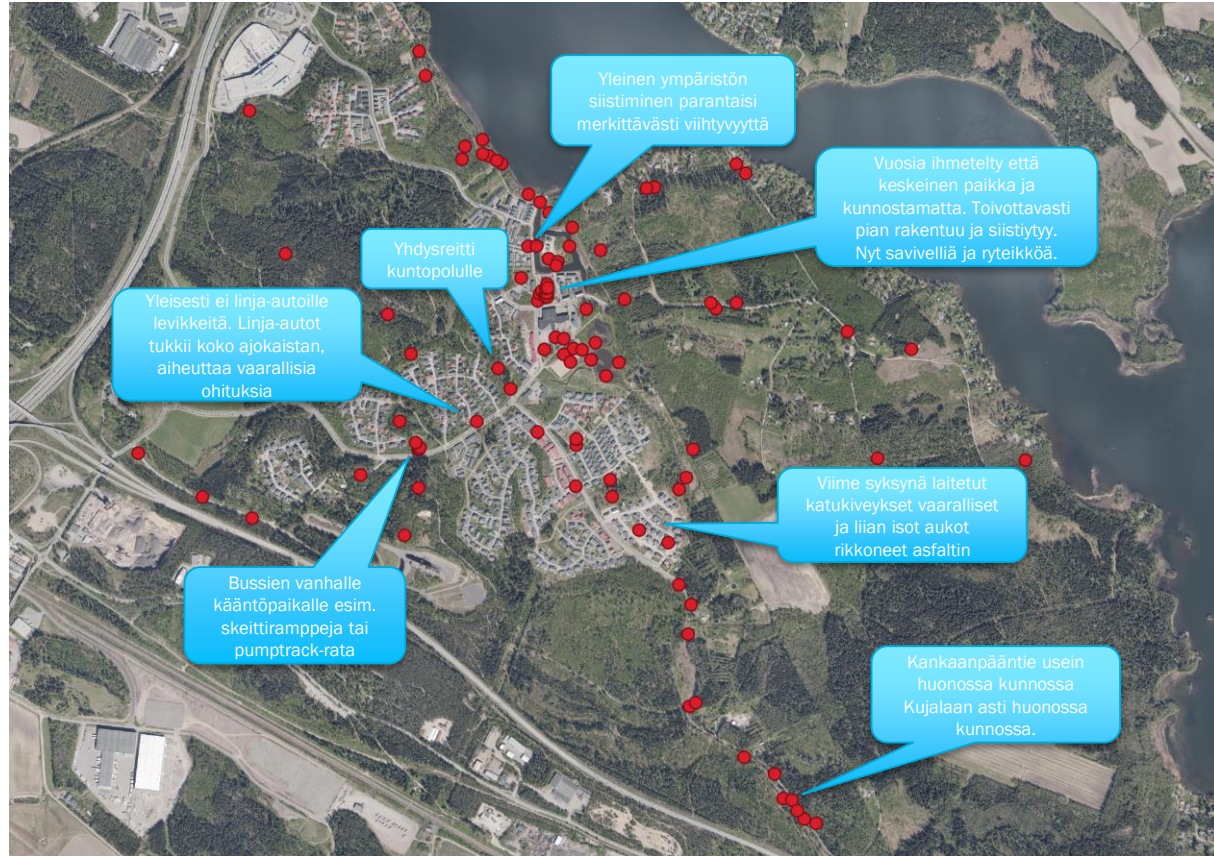 Yleinen ympäristön
siistiminen parantaisi
merkittävästi viihtyvyyttä
Vuosia ihmetelty että
keskeinen paikka ja
kunnostamatta. Toivottavasti
pian rakentuu ja siistiytyy.
Nyt savivelliä ja ryteikköä.
Yhdysreitti
kuntopolulle
Yleisesti ei linja-autoille
levikkeitä. Linja-autot
tukkii koko ajokaistan,
aiheuttaa vaarallisia
ohituksia
Viime syksynä laitetut
katukiveykset vaaralliset
ja liian isot aukot
rikkoneet asfaltin
Bussien vanhalle
kääntöpaikalle esim.
skeittiramppeja tai
pumptrack-rata
Kankaanpääntie usein
huonossa kunnossa
Kujalaan asti huonossa
kunnossa.